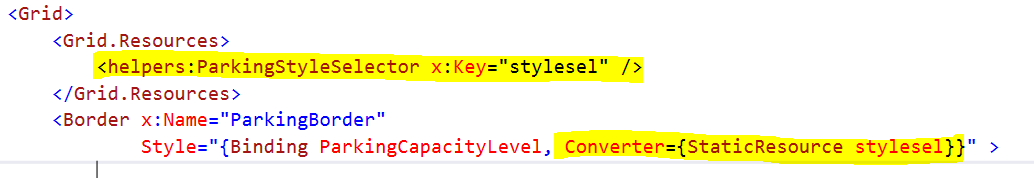 <Grid>
<Grid.Resources>
<helpers:ParkingStyleSelector x:Key="stylesel" />
</Grid.Resources>
<Border x:Name="ParkingBorder"
Style="{Binding ParkingCapacityLevel, Converter={StaticResource stylesel}}" >